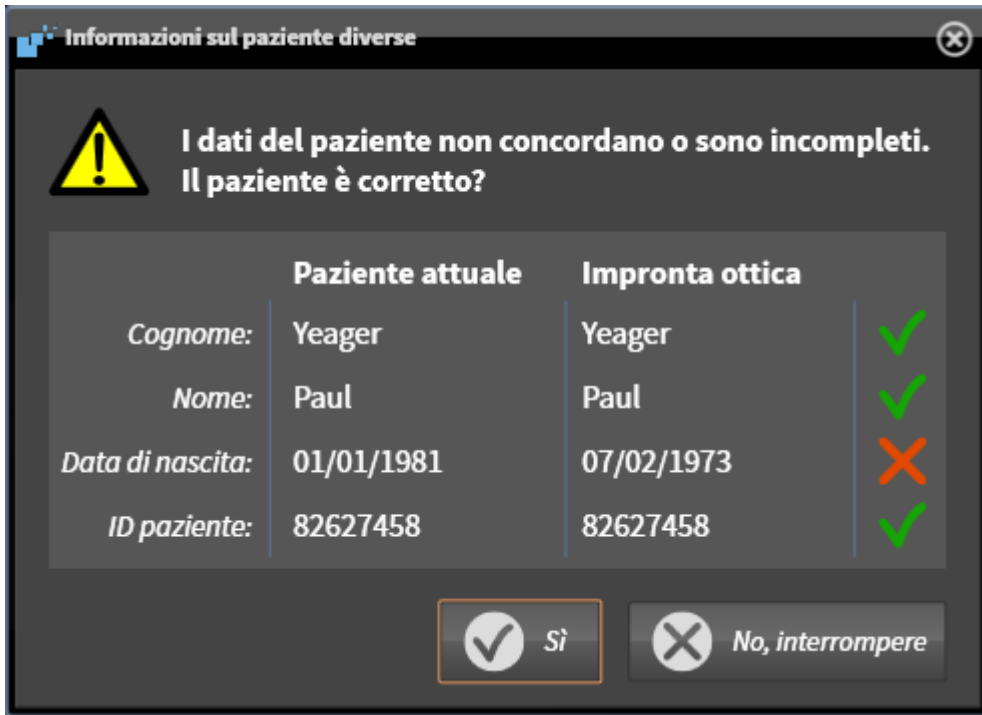 Informazioni sul paziente diverse
I dati del paziente non concordano o sono incompleti.
Il paziente è corretto?
Paziente attuale Impronta ottica
Cognome: Yeager Yeager
Nome: Paul Paul
Data di nascita: 01/01/1981 07/02/1973
ID paziente: 82627458 82627458
Sì No, interrompere